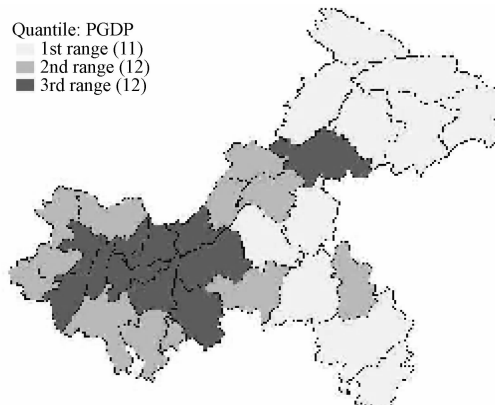 Quantile: PGDP
1st range (11)
2nd range (12)
3rd range (12)